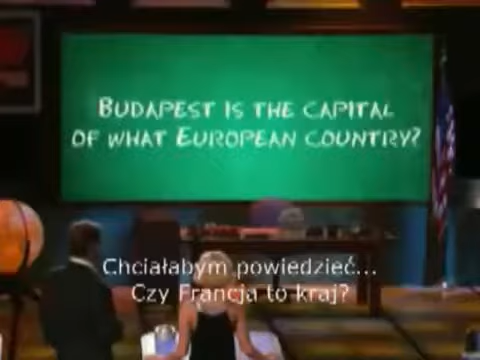 BUDAPEST IS THE CAPITAL
OF WHAT EUROPEAN COUNTRY?
Chciałabym powiedzieć...
Czy Francja to kraj?